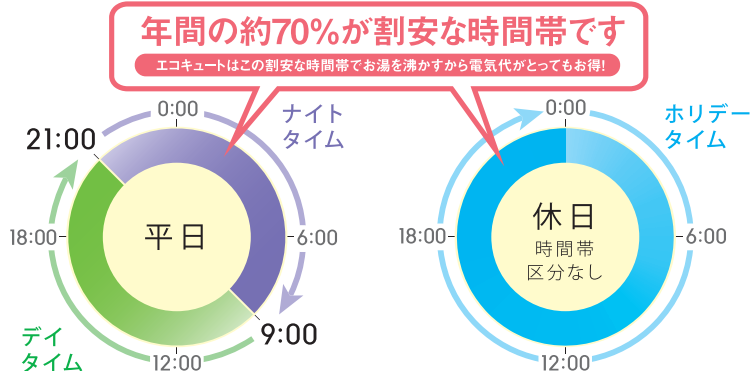 年間の約70%が割安な時間帯です
エコキュートはこの割安な時間帯でお湯を沸かすから電気代がとってもお得!
0:00
ナイト
タイム
21:00
18:00
平日
6:00
9:00
12:00
デイ
タイム
0:00
ホリデー
タイム
18:00
休日
時間帯
区分なし
6:00
12:00